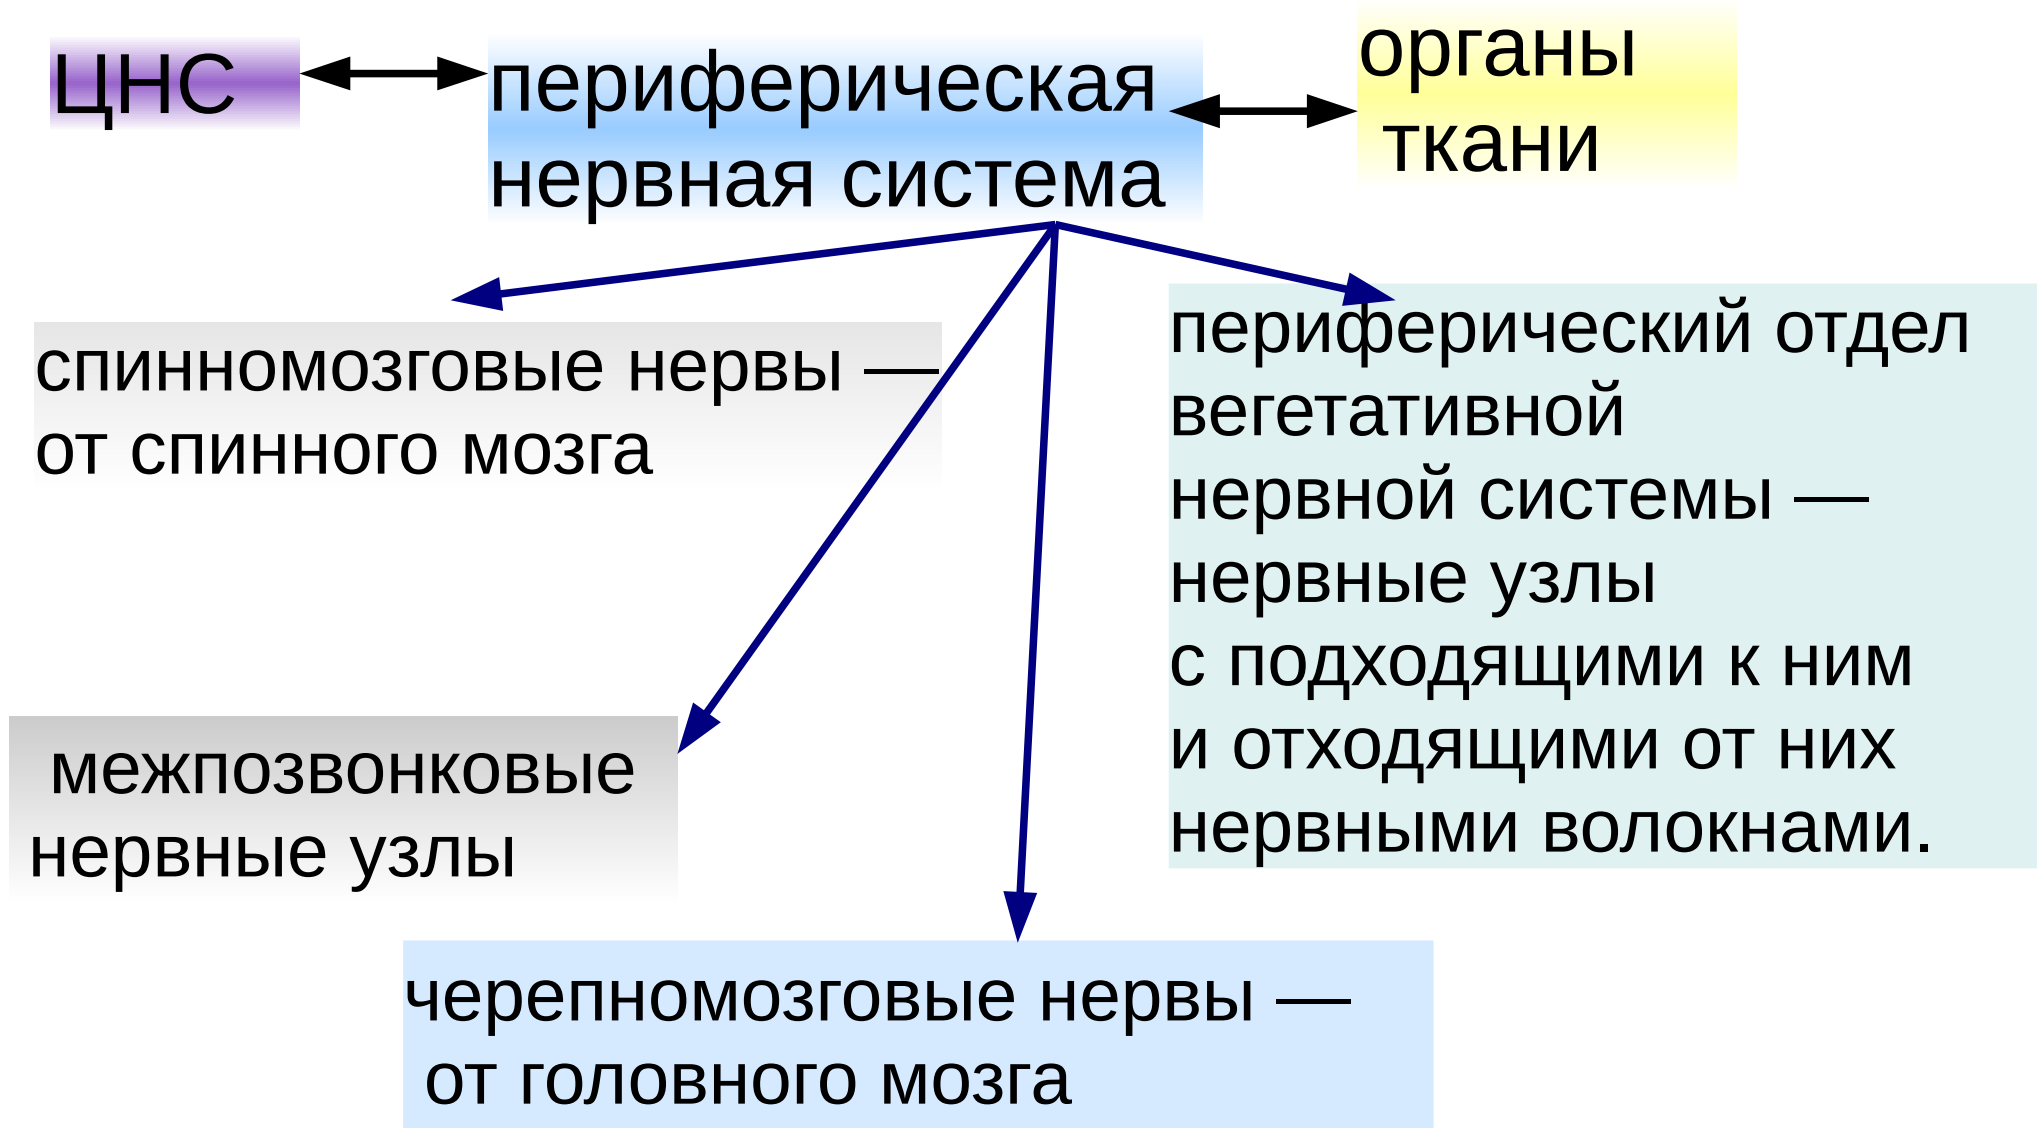 ЦНС
периферическая
нервная система
органы
ткани
спинномозговые нервы —
от спинного мозга
периферический отдел
вегетативной
нервной системы —
нервные узлы
с подходящими к ним
и отходящими от них
нервными волокнами.
межпозвонковые
нервные узлы
черепномозговые нервы —
от головного мозга